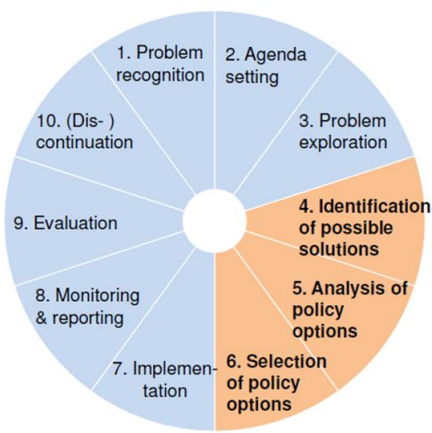 1. Problem
recognition
2. Agenda
setting
3. Problem
exploration
4. Identification
of possible
solutions
5. Analysis of
policy
options
6. Selection
of policy
options
7. Implemen-
tation
8. Monitoring
& reporting
9. Evaluation
10. (Dis- )
continuation